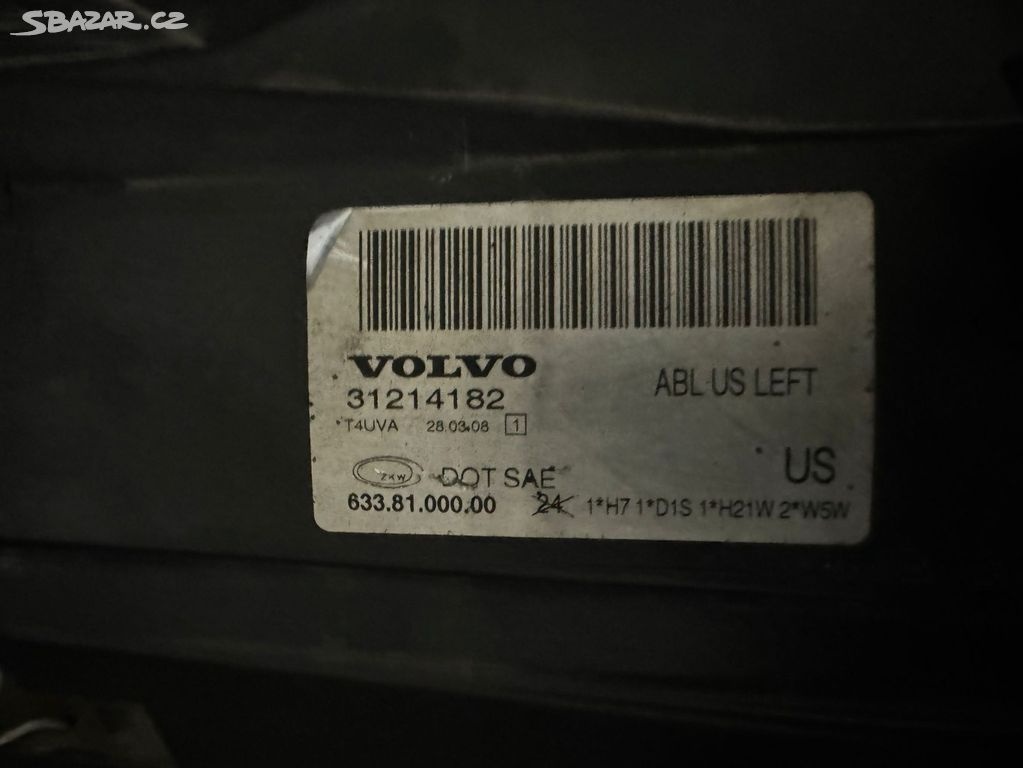 SBAZAR.CZ
VOLVO
ABL US LEFT
31214182
T4UVA 28.03.08 1
ZKW DOT SAE US
633.81.000.00 24 1*H7 1*D1S 1*H21W 2*W5W